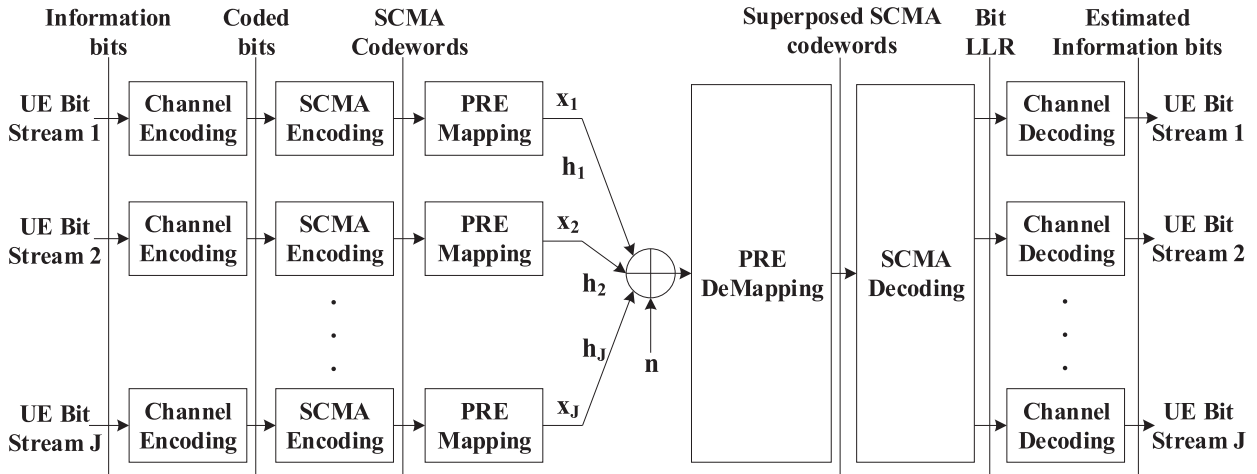 Information
bits
Coded
bits
SCMA
Codewords
Superposed SCMA
codewords
Bit
LLR
Estimated
Information bits
UE Bit
Stream 1
Channel
Encoding
SCMA
Encoding
PRE
Mapping
x1
h1
Channel
Decoding
UE Bit
Stream 1
UE Bit
Stream 2
Channel
Encoding
SCMA
Encoding
PRE
Mapping
x2
h2
PRE
DeMapping
SCMA
Decoding
Channel
Decoding
UE Bit
Stream 2
hJ
n
UE Bit
Stream J
Channel
Encoding
SCMA
Encoding
PRE
Mapping
xJ
Channel
Decoding
UE Bit
Stream J